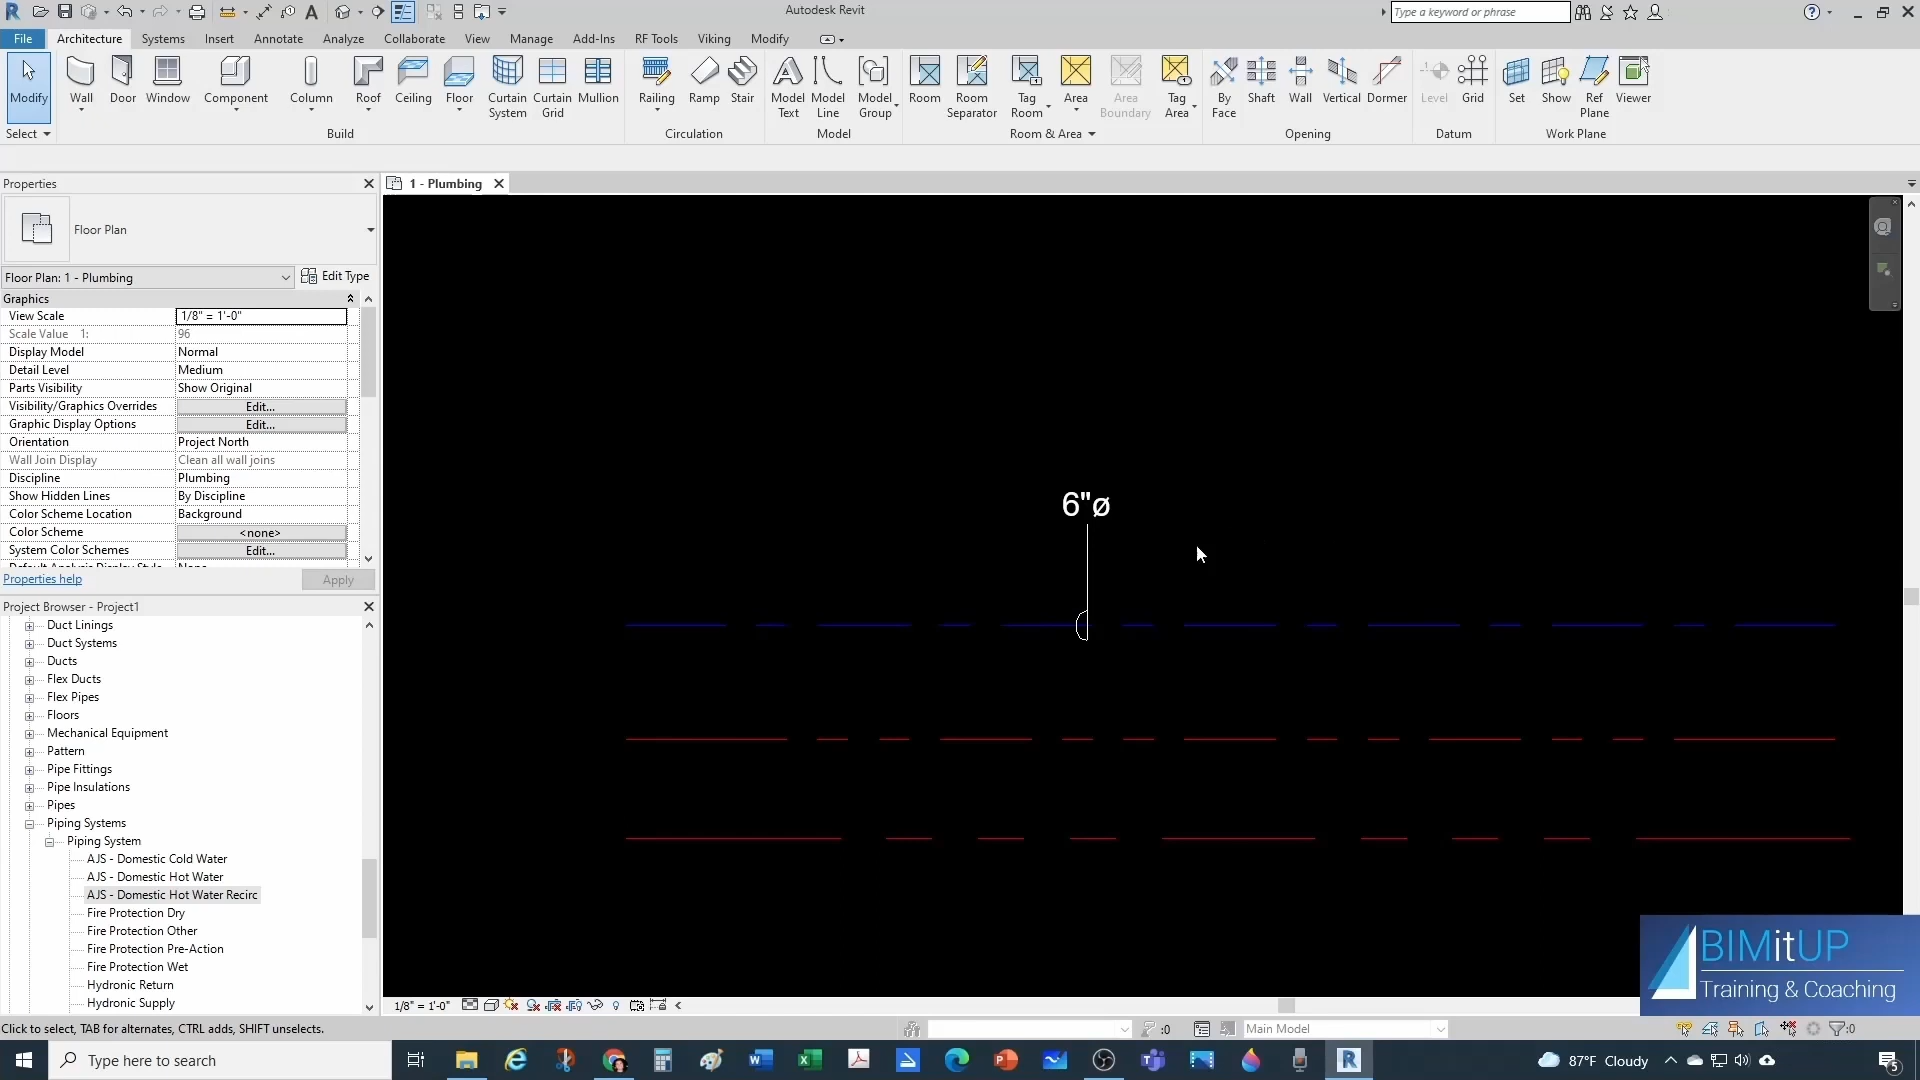 Autodesk Revit
Type a keyword or phrase
File Architecture Systems Insert Annotate Analyze Collaborate View Manage Add-Ins RF Tools Viking Modify
Modify Wall Door Window Component Column Roof Ceiling Floor Curtain System Curtain Grid Mullion Railing Ramp Stair Model Text Model Line Model Group Room Room Separator Tag Room Area Area Boundary Tag Area By Face Shaft Wall Vertical Dormer Level Grid Set Show Ref Plane Viewer
Select Build Circulation Model Room & Area Opening Datum Work Plane
Properties
1 - Plumbing
Floor Plan
Floor Plan: 1 - Plumbing Edit Type
Graphics
View Scale 1/8" = 1'-0"
Scale Value 1: 96
Display Model Normal
Detail Level Medium
Parts Visibility Show Original
Visibility/Graphics Overrides Edit...
Graphic Display Options Edit...
Orientation Project North
Wall Join Display Clean all wall joins
Discipline Plumbing
Show Hidden Lines By Discipline
Color Scheme Location Background
Color Scheme <none>
System Color Schemes Edit...
Properties help Apply
6"ø
Project Browser - Project1
Duct Linings
Duct Systems
Ducts
Flex Ducts
Flex Pipes
Floors
Mechanical Equipment
Pattern
Pipe Fittings
Pipe Insulations
Pipes
Piping Systems
Piping System
AJS - Domestic Cold Water
AJS - Domestic Hot Water
AJS - Domestic Hot Water Recirc
Fire Protection Dry
Fire Protection Other
Fire Protection Pre-Action
Fire Protection Wet
Hydronic Return
Hydronic Supply
BIMitUP
Training & Coaching
1/8" = 1'-0"
Click to select, TAB for alternates, CTRL adds, SHIFT unselects.
:0
Main Model
:0
Type here to search
87°F Cloudy
5